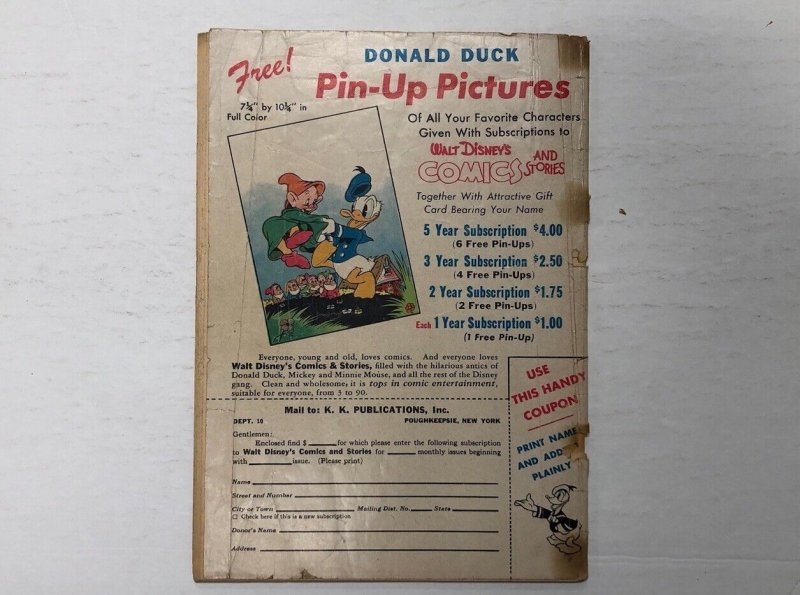 Free!
DONALD DUCK
Pin-Up Pictures
7¼" by 10¼" in
Full Color
Of All Your Favorite Characters
Given With Subscriptions to
WALT DISNEY'S
COMICS AND STORIES
Together With Attractive Gift
Card Bearing Your Name
5 Year Subscription $4.00
(6 Free Pin-Ups)
3 Year Subscription $2.50
(4 Free Pin-Ups)
2 Year Subscription $1.75
(2 Free Pin-Ups)
Each 1 Year Subscription $1.00
(1 Free Pin-Up)
Everyone, young and old, loves comics. And everyone loves
Walt Disney's Comics & Stories, filled with the hilarious antics of
Donald Duck, Mickey and Minnie Mouse, and all the rest of the Disney
gang. Clean and wholesome, it is tops in comic entertainment,
suitable for everyone, from 5 to 90.
Mail to: K. K. PUBLICATIONS, Inc.
DEPT. 10 POUGHKEEPSIE, NEW YORK
Gentlemen:
Enclosed find $ for which please enter the following subscription
to Walt Disney's Comics and Stories for monthly issues beginning
with issue. (Please print)
Name
Street and Number
City or Town Mailing Dist. No. State
☐ Check here if this is a new subscription
Donor's Name
Address
USE
THIS HANDY
COUPON
PRINT NAME
AND ADD
PLAINLY